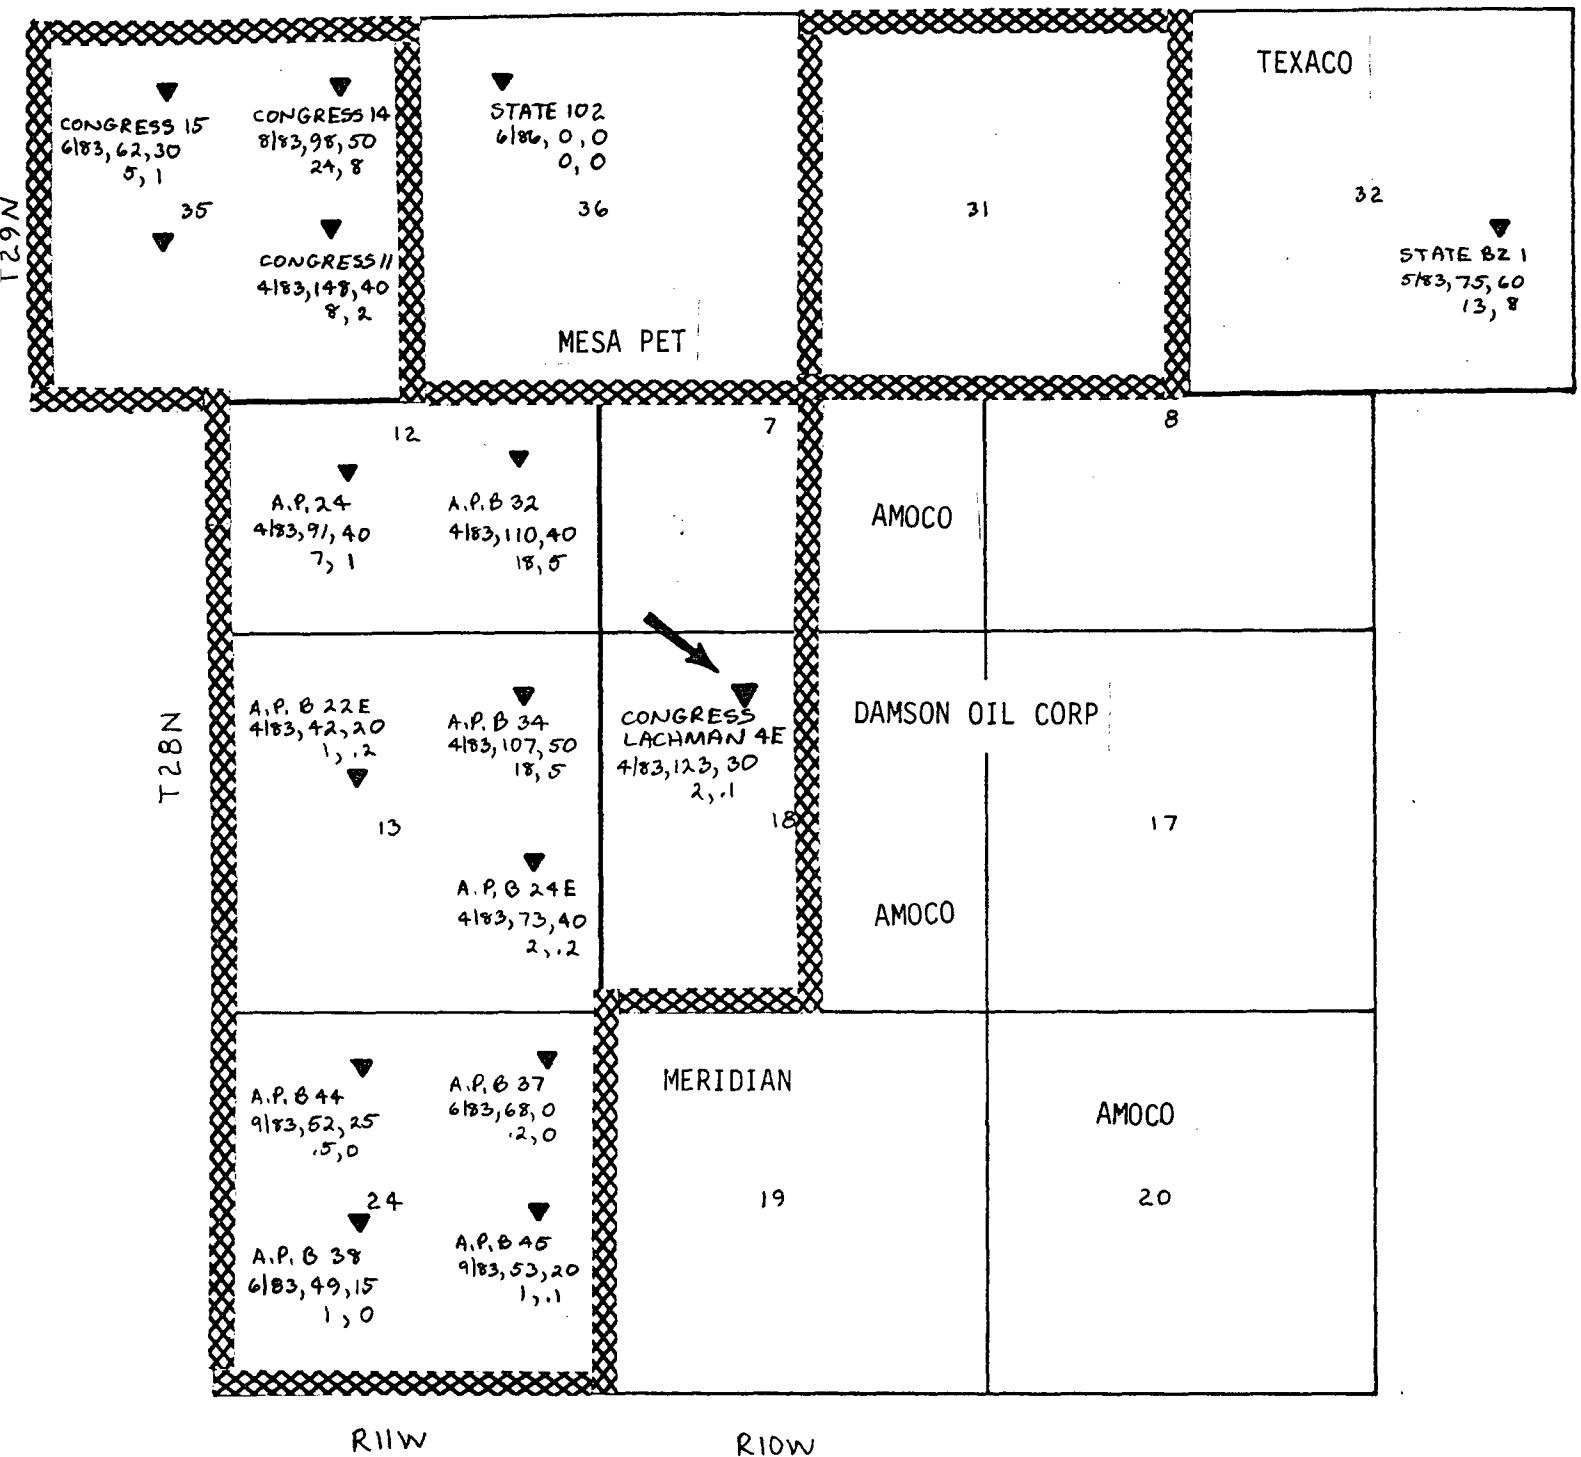 T29N
CONGRESS 15
6/83, 62, 30
5, 1
CONGRESS 14
8/83, 98, 50
24, 8
35
CONGRESS 11
4/83, 148, 40
8, 2
STATE 102
6/86, 0, 0
0, 0
36
MESA PET
31
TEXACO
32
STATE BZ 1
5/83, 75, 60
13, 8
12
A.P. 24
4/83, 91, 40
7, 1
A.P. B 32
4/83, 110, 40
18, 5
7
AMOCO
8
T28N
A.P. B 22E
4/83, 42, 20
1, .2
A.P. B 34
4/83, 107, 50
18, 5
13
A.P. B 24E
4/83, 73, 40
2, .2
CONGRESS
LACHMAN 4E
4/83, 123, 30
2, .1
18
DAMSON OIL CORP
17
AMOCO
A.P. B 44
9/83, 52, 25
.5, 0
A.P. B 37
6/83, 68, 0
.2, 0
24
A.P. B 38
6/83, 49, 15
1, 0
A.P. B 45
9/83, 53, 20
1, .1
MERIDIAN
19
AMOCO
20
R11W
R10W